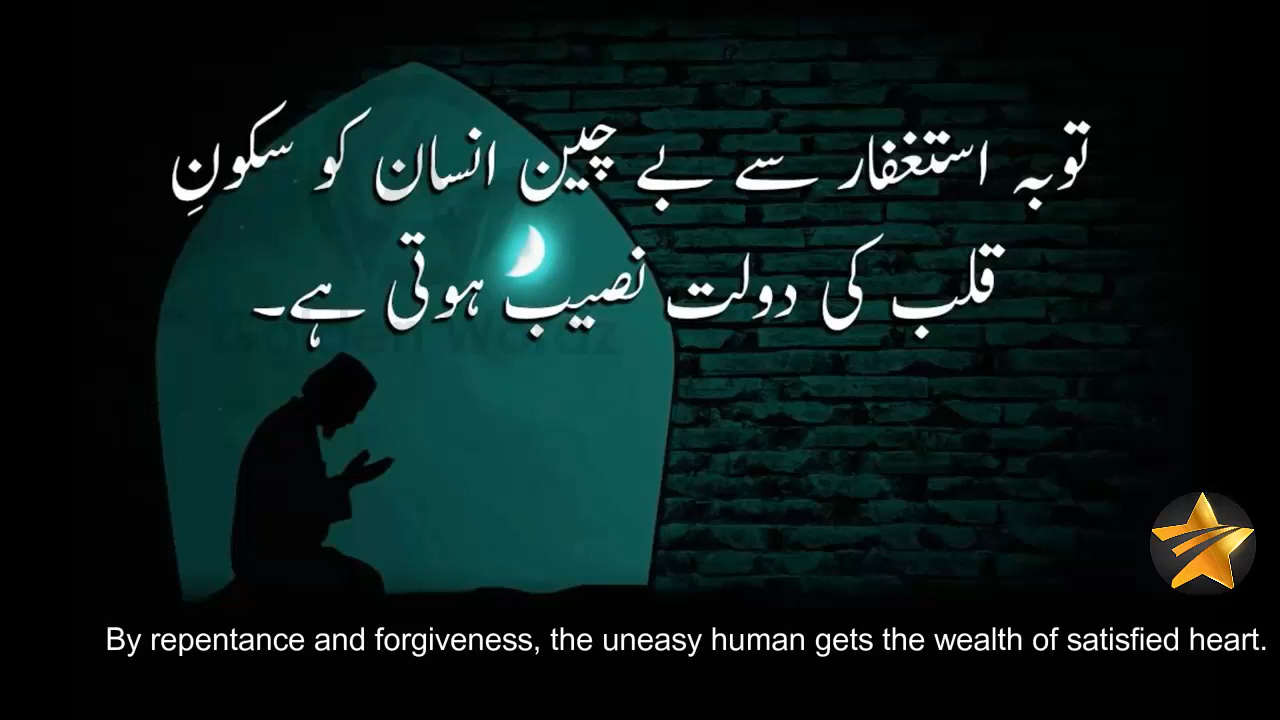 توبہ استغفار سے بے چین انسان کو سکونِ
قلب کی دولت نصیب ہوتی ہے۔
By repentance and forgiveness, the uneasy human gets the wealth of satisfied heart.